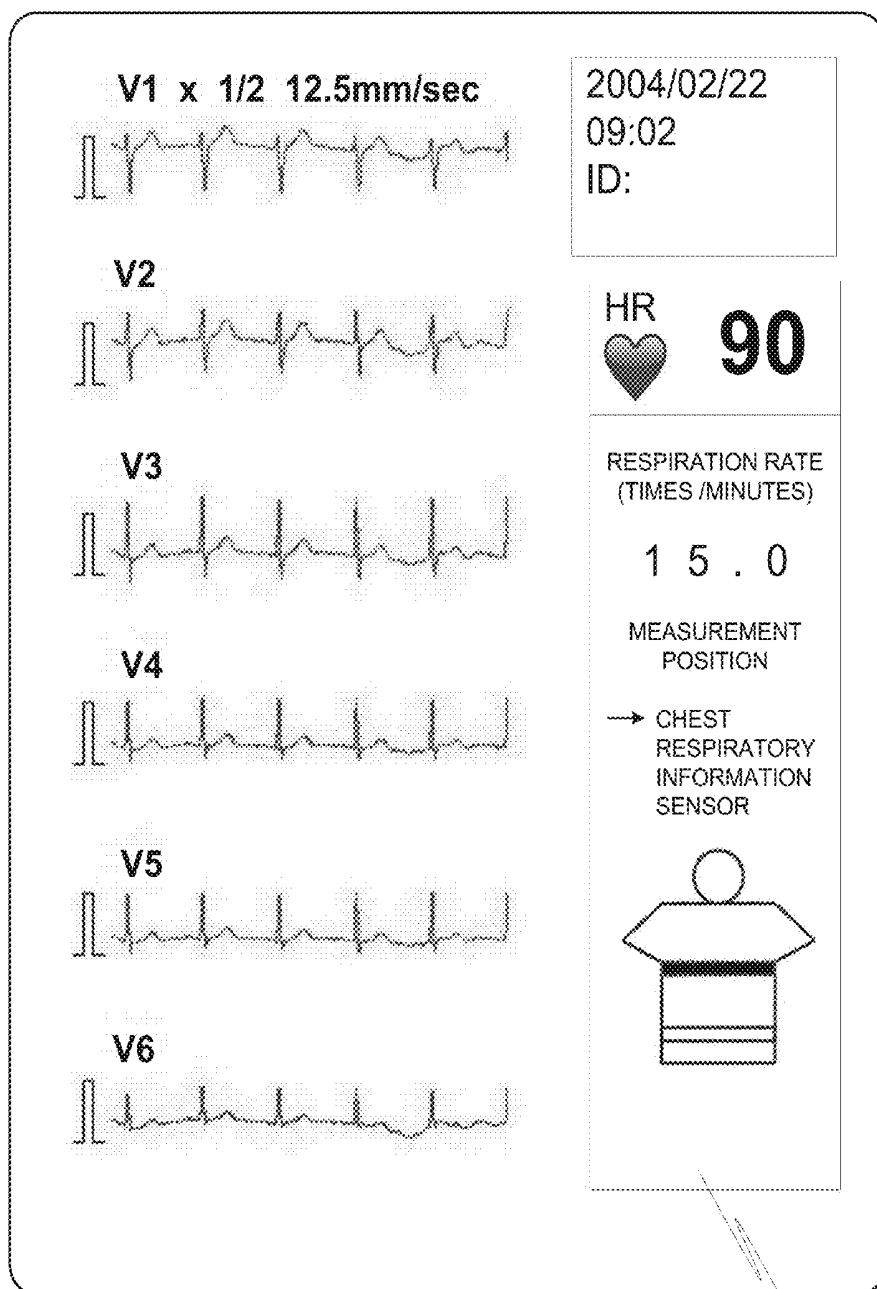 V1 x 1/2 12.5mm/sec
V2
V3
V4
V5
V6
2004/02/22
09:02
ID:
HR
90
RESPIRATION RATE
(TIMES /MINUTES)
1 5 . 0
MEASUREMENT
POSITION
→ CHEST
RESPIRATORY
INFORMATION
SENSOR